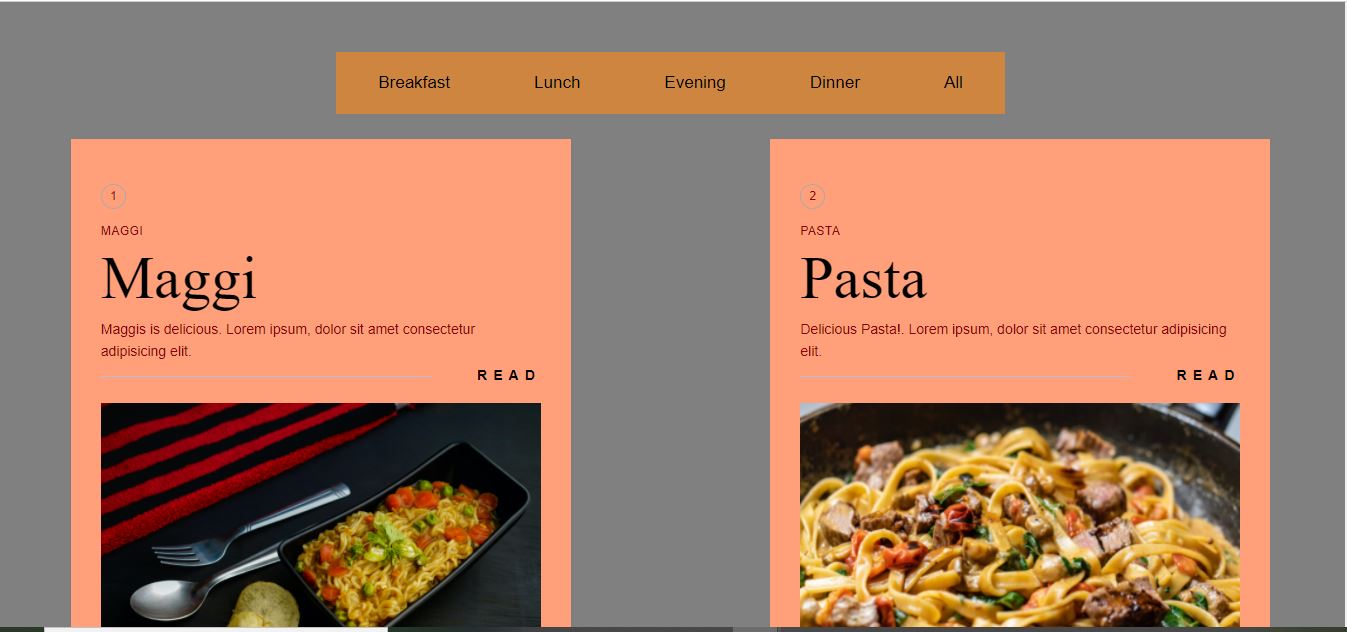 Breakfast Lunch Evening Dinner All
1
MAGGI
Maggi
Maggis is delicious. Lorem ipsum, dolor sit amet consectetur
adipisicing elit.
READ
2
PASTA
Pasta
Delicious Pasta!. Lorem ipsum, dolor sit amet consectetur adipisicing
elit.
READ